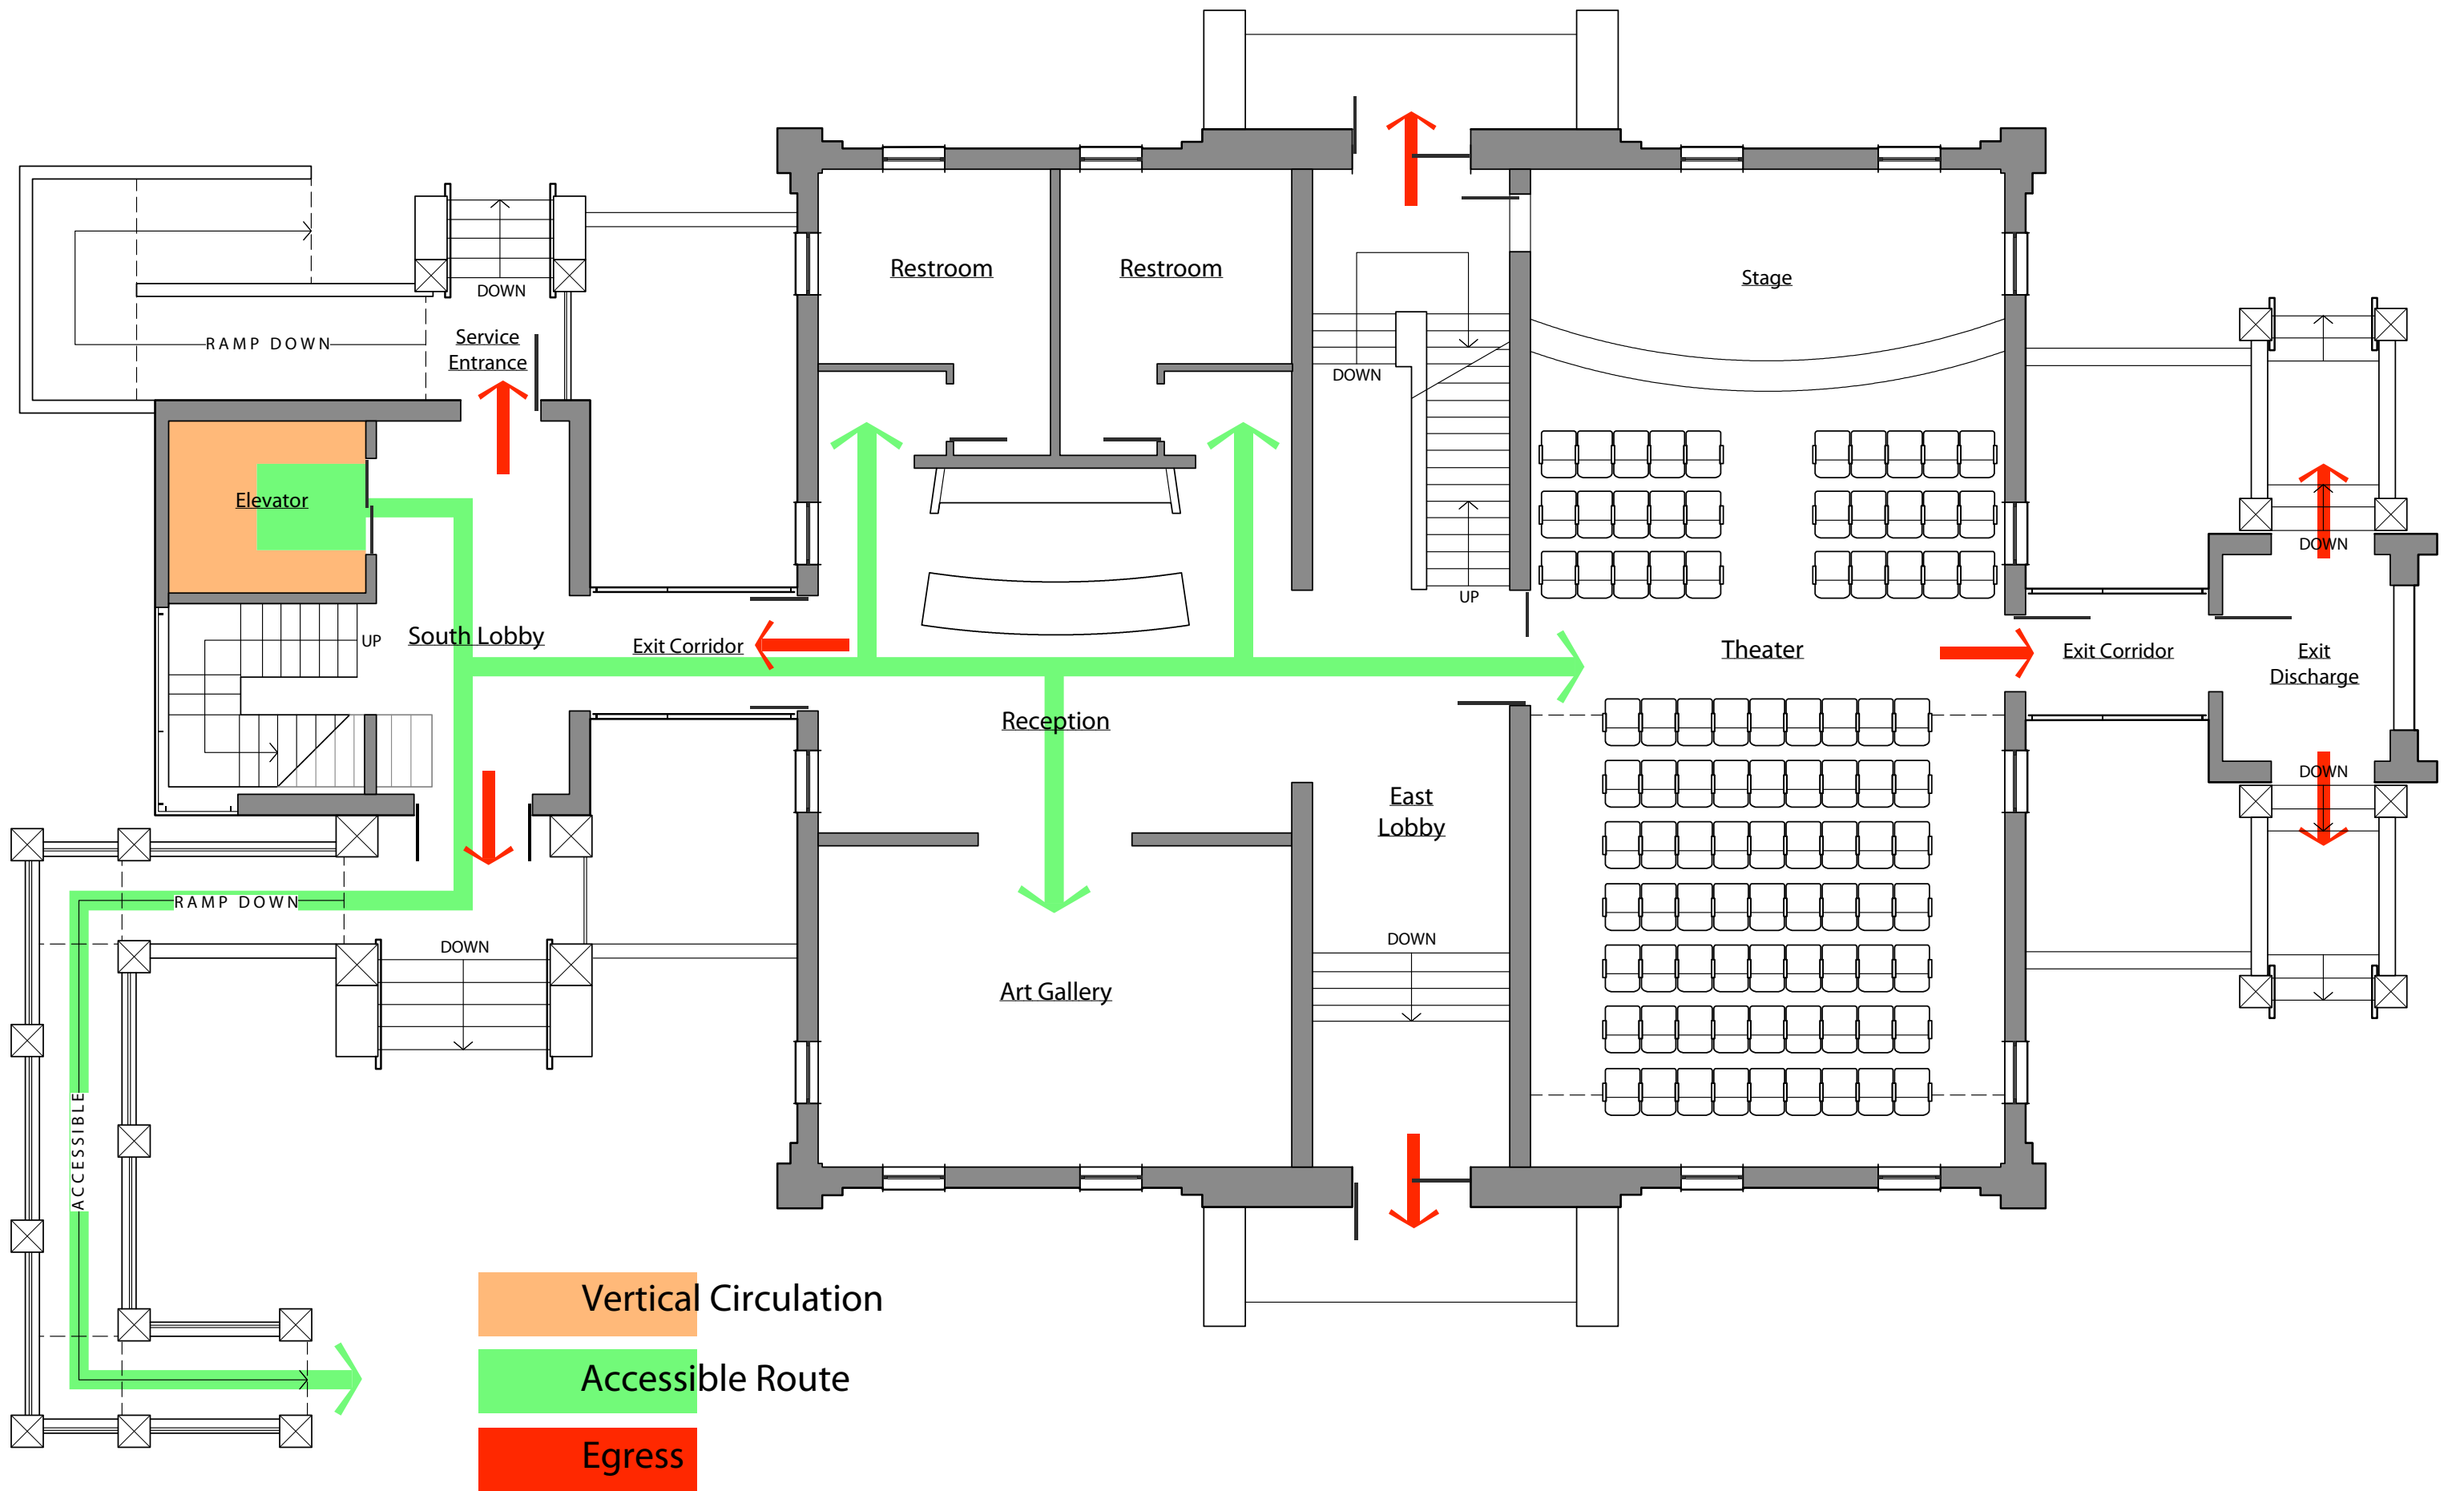 Restroom
Restroom
Stage
DOWN
RAMP DOWN
Service
Entrance
DOWN
Elevator
DOWN
UP
UP
South Lobby
Exit Corridor
Theater
Exit Corridor
Exit
Discharge
Reception
DOWN
East
Lobby
RAMP DOWN
DOWN
DOWN
Art Gallery
ACCESSIBLE
Vertical Circulation
Accessible Route
Egress